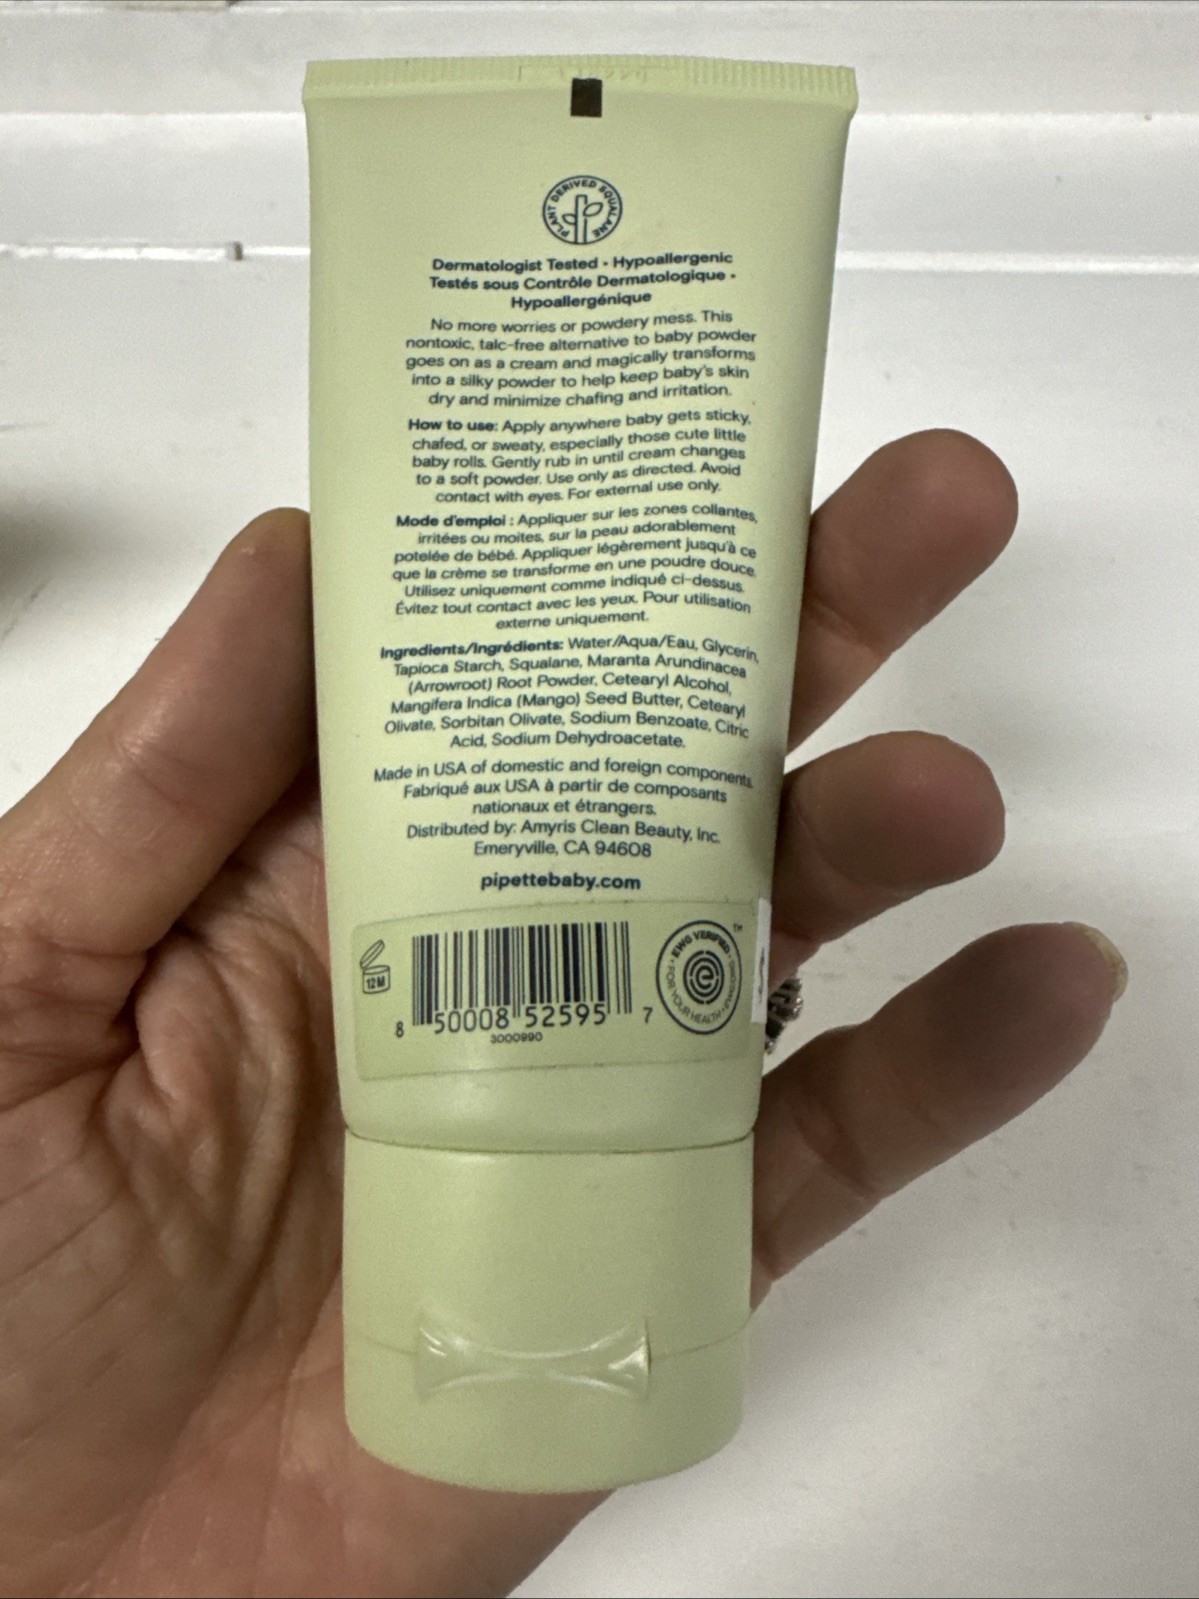 PLANT DERIVED SQUALANE
Dermatologist Tested • Hypoallergenic
Testés sous Contrôle Dermatologique •
Hypoallergénique
No more worries or powdery mess. This
nontoxic, talc-free alternative to baby powder
goes on as a cream and magically transforms
into a silky powder to help keep baby's skin
dry and minimize chafing and irritation.
How to use: Apply anywhere baby gets sticky,
chafed, or sweaty, especially those cute little
baby rolls. Gently rub in until cream changes
to a soft powder. Use only as directed. Avoid
contact with eyes. For external use only.
Mode d'emploi : Appliquer sur les zones collantes,
irritées ou moites, sur la peau adorablement
potelée de bébé. Appliquer légèrement jusqu'à ce
que la crème se transforme en une poudre douce.
Utilisez uniquement comme indiqué ci-dessus.
Évitez tout contact avec les yeux. Pour utilisation
externe uniquement.
Ingredients/Ingrédients: Water/Aqua/Eau, Glycerin,
Tapioca Starch, Squalane, Maranta Arundinacea
(Arrowroot) Root Powder, Cetearyl Alcohol,
Mangifera Indica (Mango) Seed Butter, Cetearyl
Olivate, Sorbitan Olivate, Sodium Benzoate, Citric
Acid, Sodium Dehydroacetate.
Made in USA of domestic and foreign components.
Fabriqué aux USA à partir de composants
nationaux et étrangers.
Distributed by: Amyris Clean Beauty, Inc.
Emeryville, CA 94608
pipettebaby.com
12M
8 50008 52595 7
3000990
EWG VERIFIED • FOR YOUR HEALTH •
TM